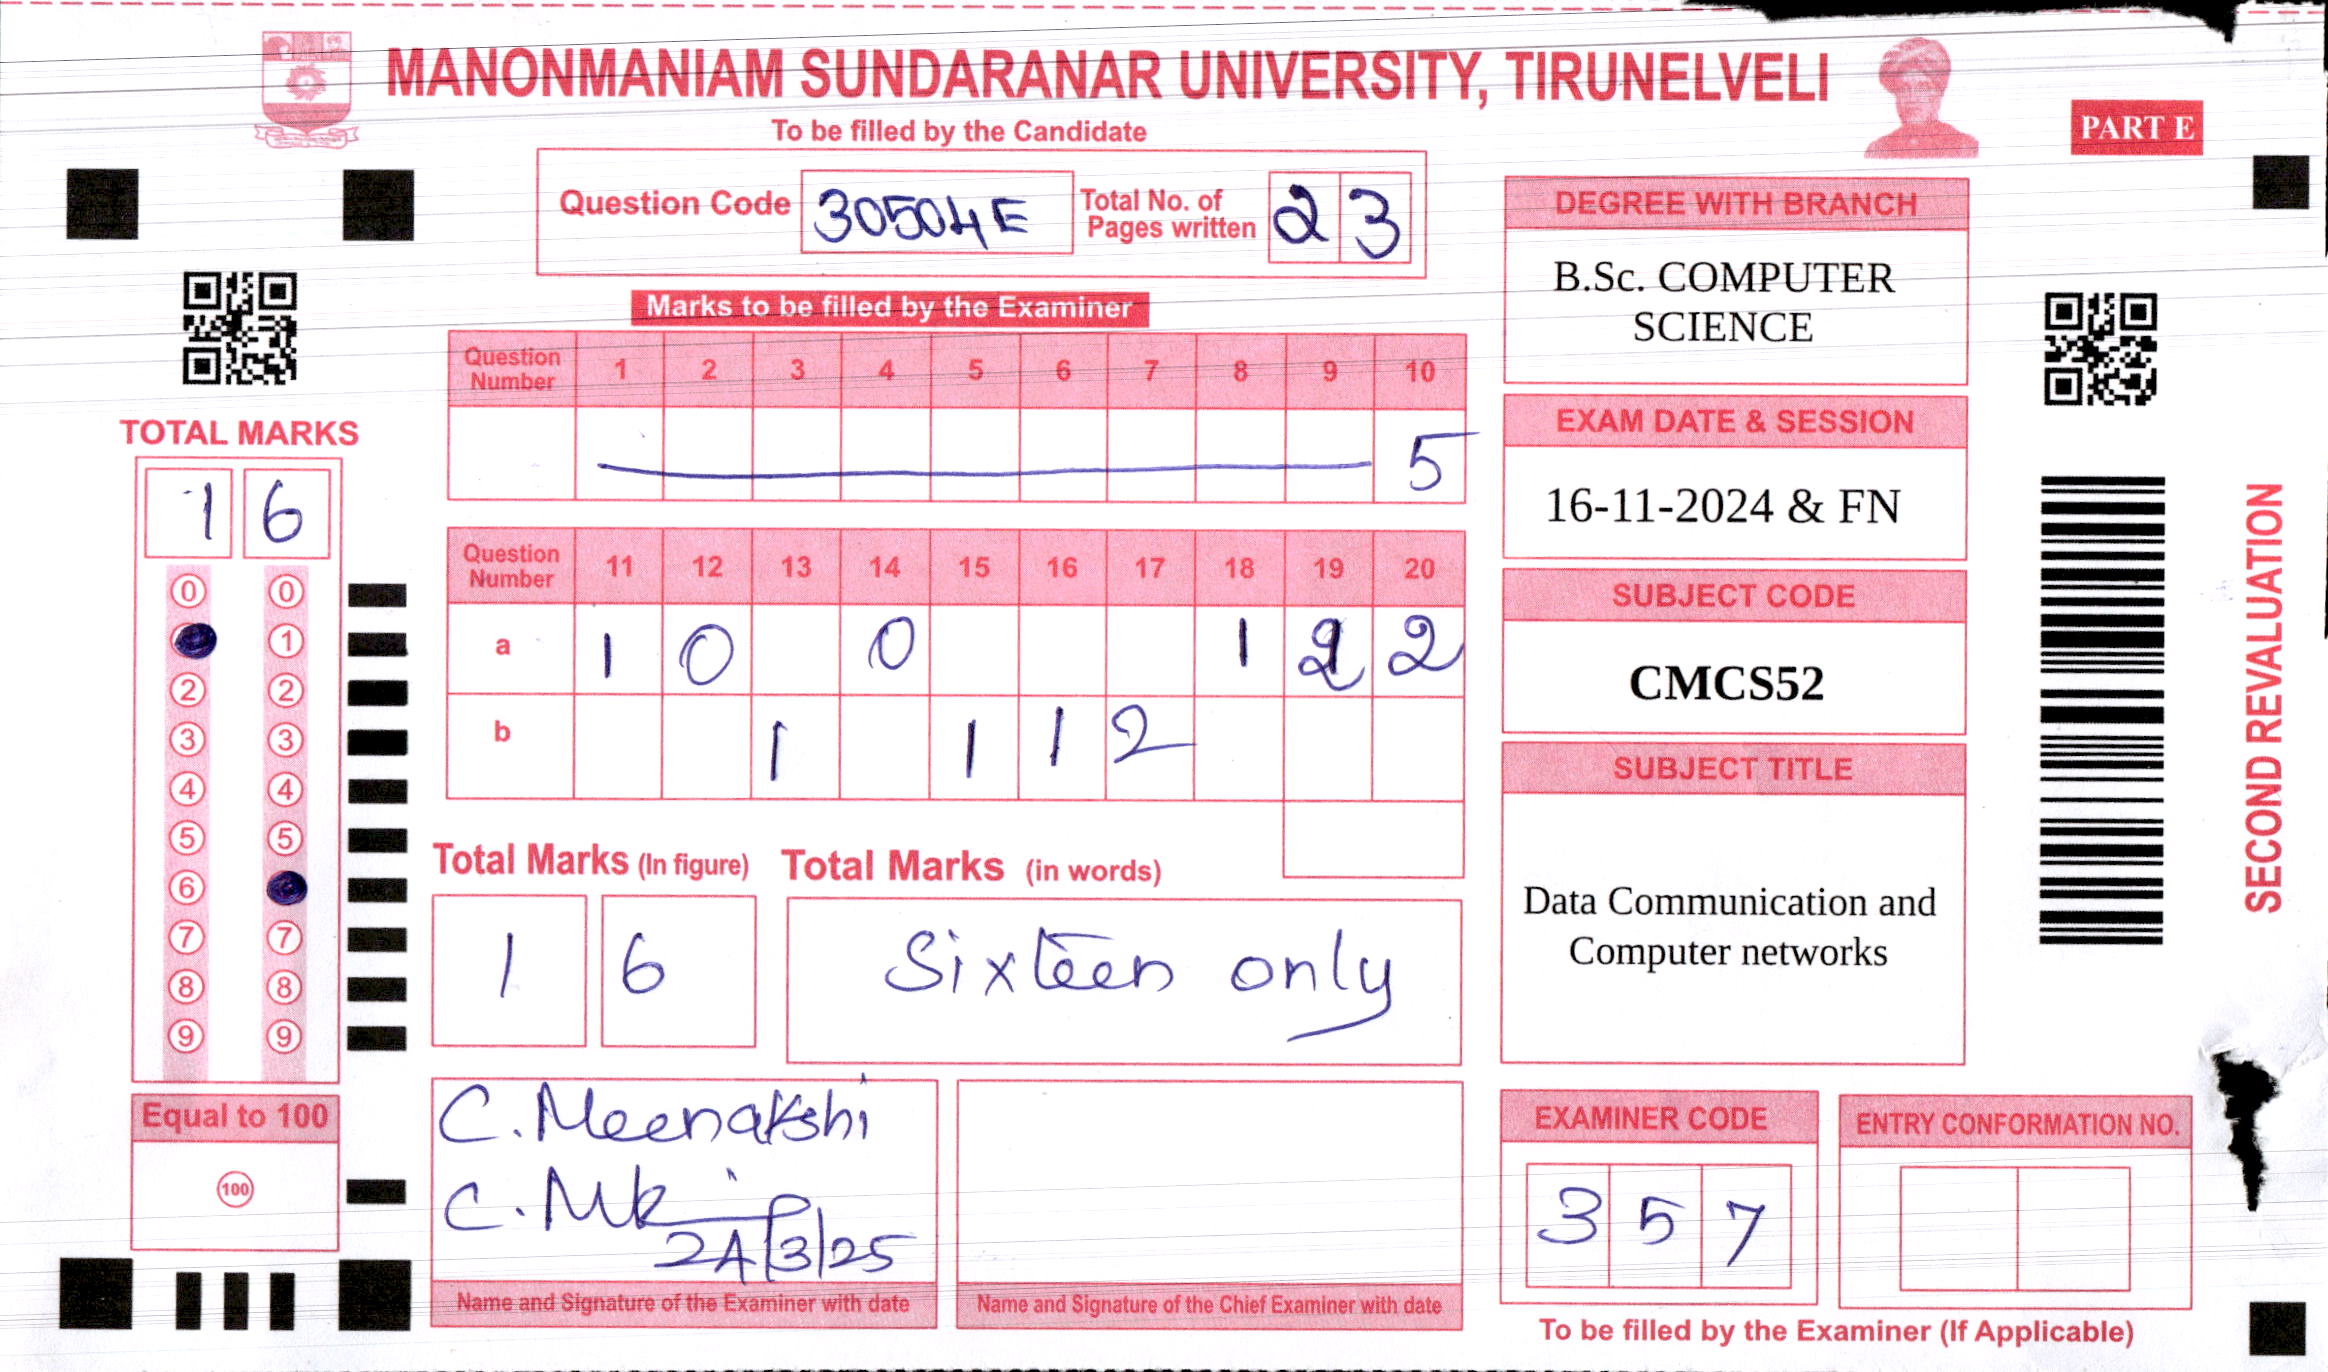 MANONMANIAM SUNDARANAR UNIVERSITY, TIRUNELVELI
To be filled by the Candidate
PART E
Question Code 30504E Total No. of Pages written 23
Marks to be filled by the Examiner
Question Number 1 2 3 4 5 6 7 8 9 10
5
Question Number 11 12 13 14 15 16 17 18 19 20
a 1 0 0 1 2 2
b 1 1 1 2
TOTAL MARKS
1 6
0 0
1
2 2
3 3
4 4
5 5
6
7 7
8 8
9 9
Equal to 100
100
Total Marks (In figure) Total Marks (in words)
1 6 Sixteen only
C. Meenakshi
24/3/25
Name and Signature of the Examiner with date
Name and Signature of the Chief Examiner with date
DEGREE WITH BRANCH
B.Sc. COMPUTER
SCIENCE
EXAM DATE & SESSION
16-11-2024 & FN
SUBJECT CODE
CMCS52
SUBJECT TITLE
Data Communication and
Computer networks
EXAMINER CODE
3 5 7
ENTRY CONFORMATION NO.
To be filled by the Examiner (If Applicable)
SECOND REVALUATION